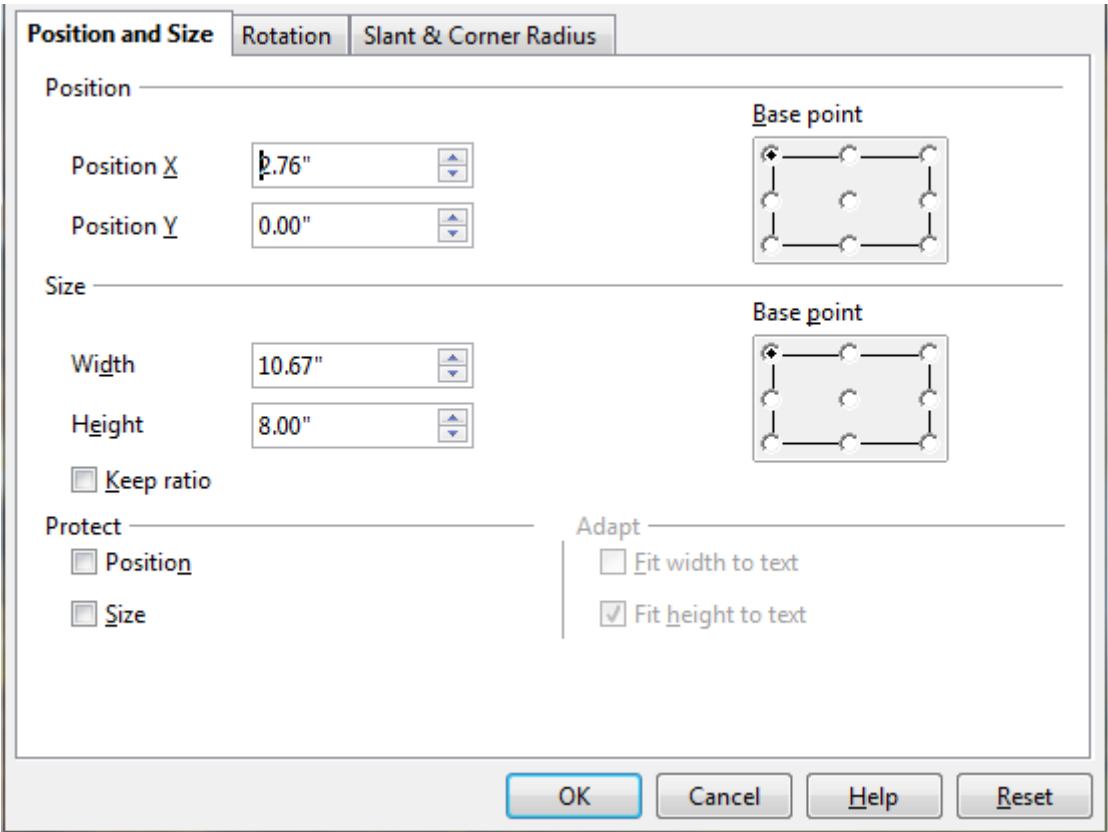 Position and Size Rotation Slant & Corner Radius
Position
Base point
Position X 2.76"
Position Y 0.00"
Size
Base point
Width 10.67"
Height 8.00"
Keep ratio
Protect Adapt
Position Fit width to text
Size Fit height to text
OK Cancel Help Reset